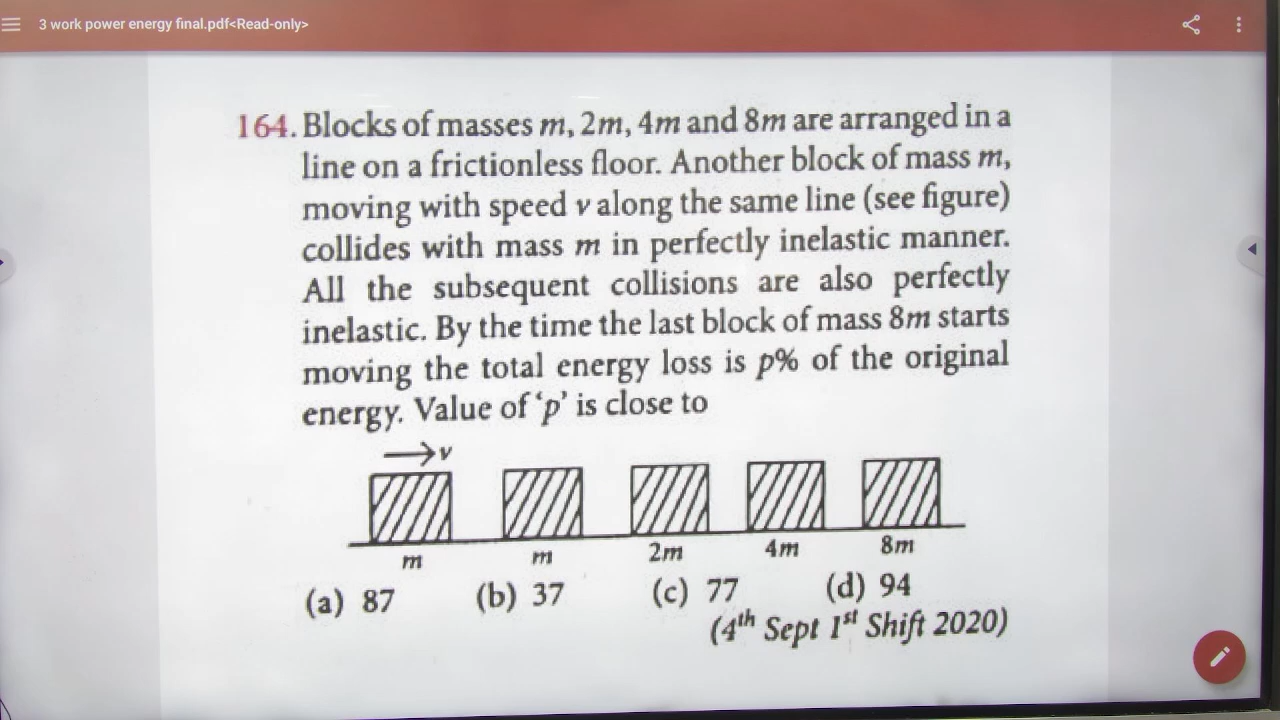 3 work power energy final.pdf<Read-only>
164. Blocks of masses m, 2m, 4m and 8m are arranged in a
line on a frictionless floor. Another block of mass m,
moving with speed v along the same line (see figure)
collides with mass m in perfectly inelastic manner.
All the subsequent collisions are also perfectly
inelastic. By the time the last block of mass 8m starts
moving the total energy loss is p% of the original
energy. Value of ‘p’ is close to
v
m m 2m 4m 8m
(a) 87 (b) 37 (c) 77 (d) 94
(4th Sept 1st Shift 2020)